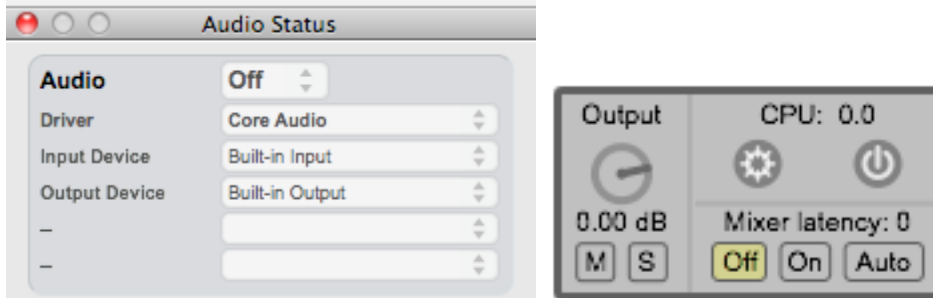 Audio Status
Audio Off
Driver Core Audio
Input Device Built-in Input
Output Device Built-in Output
–
–
Output CPU: 0.0
0.00 dB Mixer latency: 0
M S Off On Auto